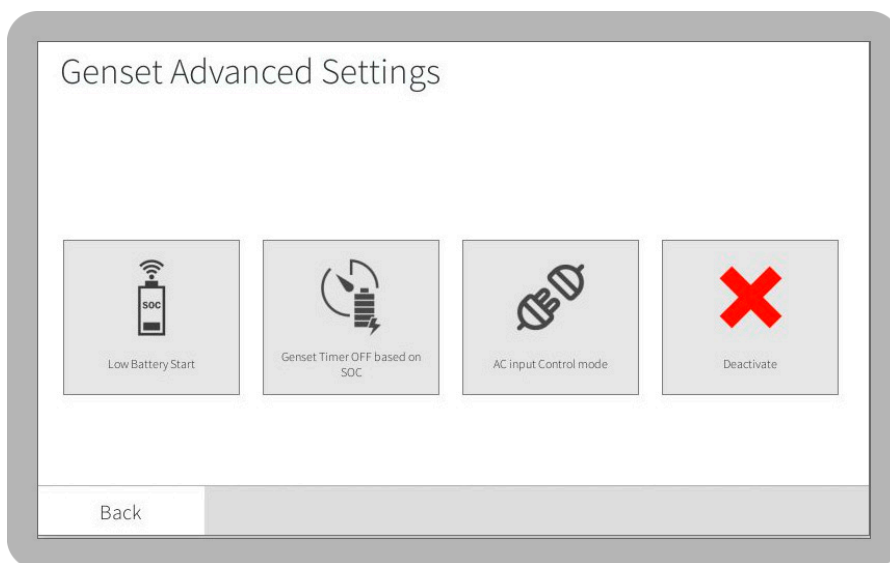 Genset Advanced Settings
SOC
Low Battery Start
Genset Timer OFF based on
SOC
AC input Control mode
Deactivate
Back